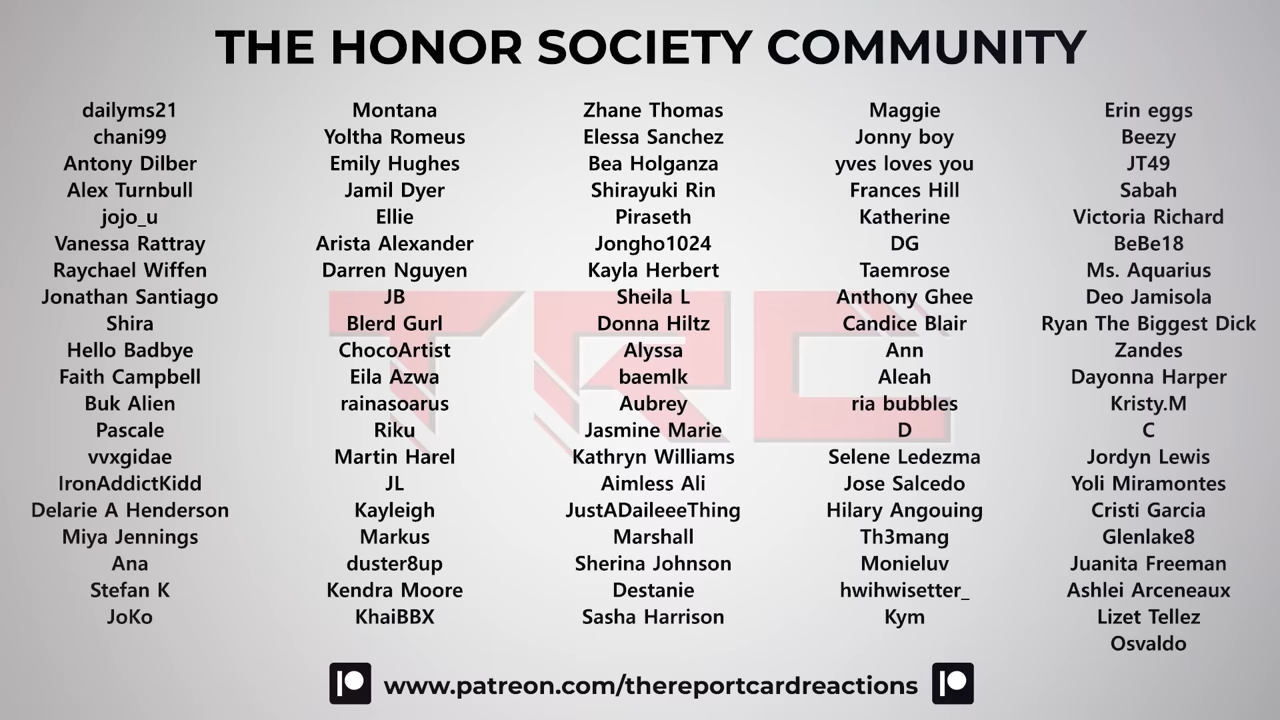 THE HONOR SOCIETY COMMUNITY
dailyms21
chani99
Antony Dilber
Alex Turnbull
jojo_u
Vanessa Rattray
Raychael Wiffen
Jonathan Santiago
Shira
Hello Badbye
Faith Campbell
Buk Alien
Pascale
vvxgidae
IronAddictKidd
Delarie A Henderson
Miya Jennings
Ana
Stefan K
JoKo
Montana
Yoltha Romeus
Emily Hughes
Jamil Dyer
Ellie
Arista Alexander
Darren Nguyen
JB
Blerd Gurl
ChocoArtist
Eila Azwa
rainasoarus
Riku
Martin Harel
JL
Kayleigh
Markus
duster8up
Kendra Moore
KhaiBBX
Zhane Thomas
Elessa Sanchez
Bea Holganza
Shirayuki Rin
Piraseth
Jongho1024
Kayla Herbert
Sheila L
Donna Hiltz
Alyssa
baemlk
Aubrey
Jasmine Marie
Kathryn Williams
Aimless Ali
JustADaileeeThing
Marshall
Sherina Johnson
Destanie
Sasha Harrison
Maggie
Jonny boy
yves loves you
Frances Hill
Katherine
DG
Taemrose
Anthony Ghee
Candice Blair
Ann
Aleah
ria bubbles
D
Selene Ledezma
Jose Salcedo
Hilary Angouing
Th3mang
Monieluv
hwihwisetter_
Kym
Erin eggs
Beezy
JT49
Sabah
Victoria Richard
BeBe18
Ms. Aquarius
Deo Jamisola
Ryan The Biggest Dick
Zandes
Dayonna Harper
Kristy.M
C
Jordyn Lewis
Yoli Miramontes
Cristi Garcia
Glenlake8
Juanita Freeman
Ashlei Arceneaux
Lizet Tellez
Osvaldo
TRC
www.patreon.com/thereportcardreactions